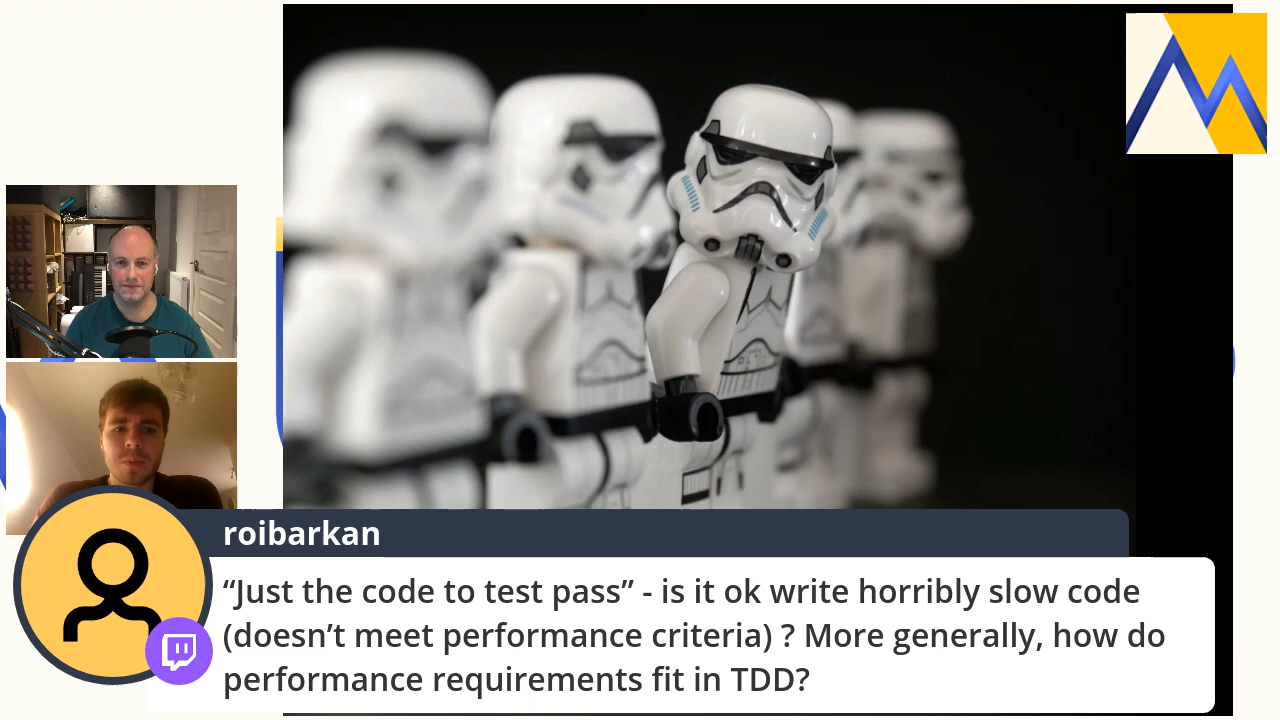 roibarkan
“Just the code to test pass” - is it ok write horribly slow code
(doesn’t meet performance criteria) ? More generally, how do
performance requirements fit in TDD?